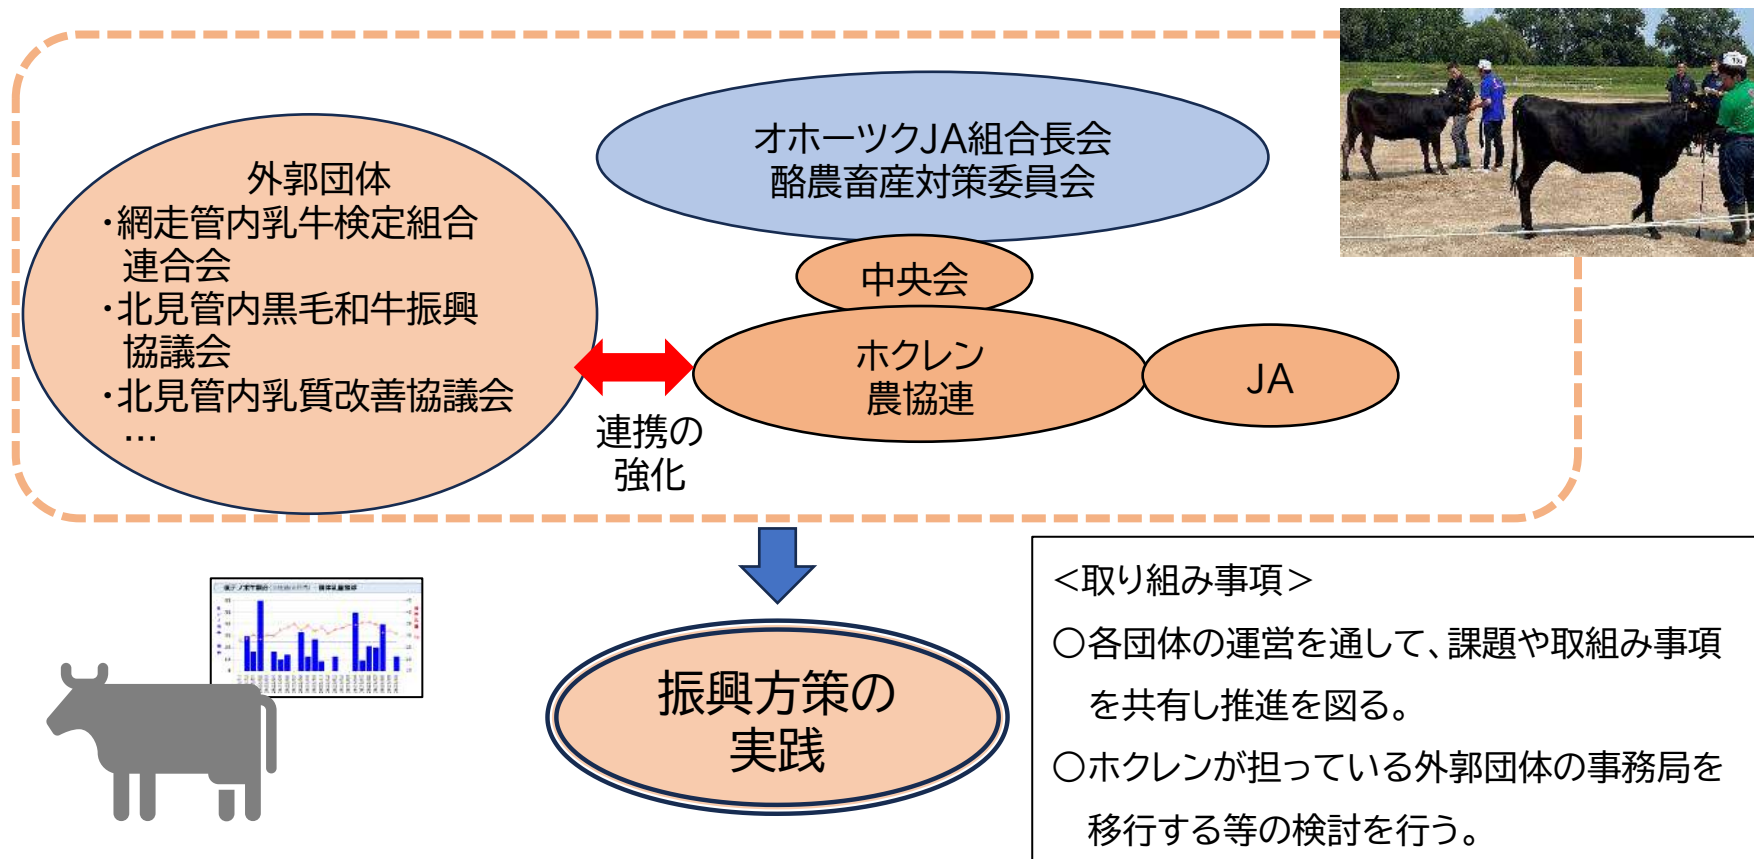 外郭団体
・網走管内乳牛検定組合
連合会
・北見管内黒毛和牛振興
協議会
・北見管内乳質改善協議会
…
オホーツクJA組合長会
酪農畜産対策委員会
中央会
ホクレン
農協連
JA
連携の
強化
振興方策の
実践
＜取り組み事項＞
○各団体の運営を通して、課題や取組み事項
を共有し推進を図る。
○ホクレンが担っている外郭団体の事務局を
移行する等の検討を行う。